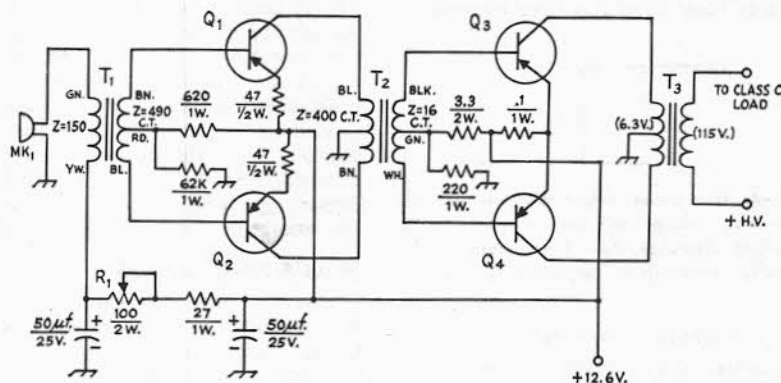 Q1
Q2
Q3
Q4
T1
T2
T3
MK1
GN.
Z=150
YW.
BN.
Z=490
C.T.
RD.
BL.
620
1W.
47
½W.
62K
1W.
47
½W.
BL.
Z=400 C.T.
BN.
BLK.
Z=16
C.T.
GN.
WH.
3.3
2W.
.1
1W.
220
1W.
(6.3V.)
(115V.)
TO CLASS C
LOAD
+H.V.
R1
100
2W.
27
1W.
50µf.
25V.
+
-
50µf.
25V.
+
-
+12.6V.